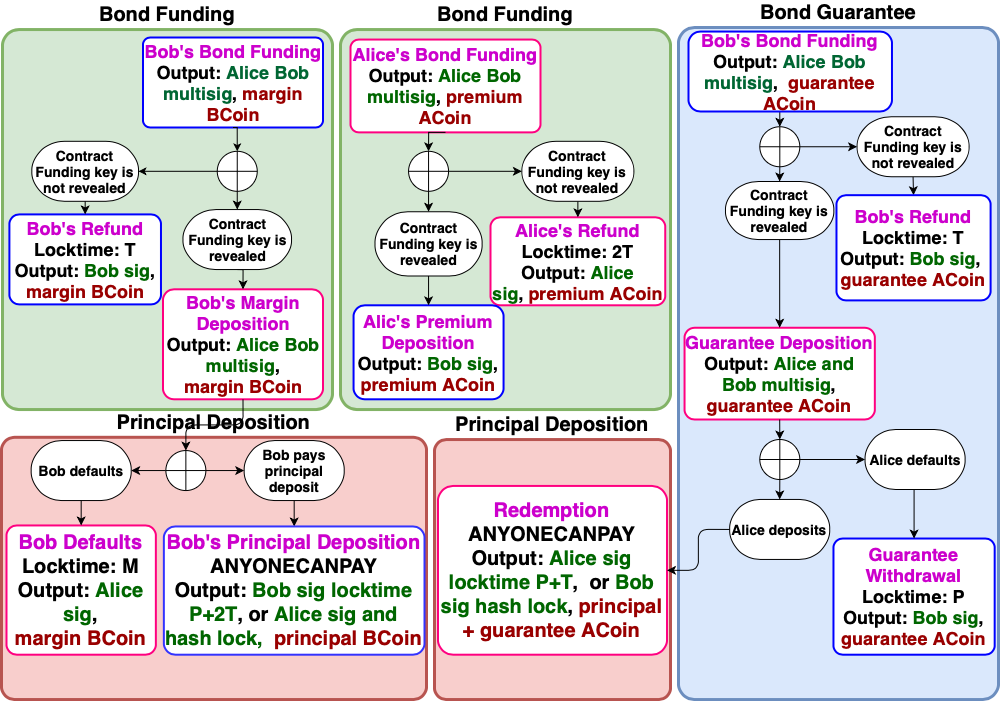 Bond Funding
Bob's Bond Funding
Output: Alice Bob
multisig, margin
BCoin
Contract
Funding key is
not revealed
Bob's Refund
Locktime: T
Output: Bob sig,
margin BCoin
Contract
Funding key is
revealed
Bob's Margin
Deposition
Output: Alice Bob
multisig,
margin BCoin
Bond Funding
Alice's Bond Funding
Output: Alice Bob
multisig, premium
ACoin
Contract
Funding key is
not revealed
Alice's Refund
Locktime: 2T
Output: Alice
sig, premium ACoin
Contract
Funding key is
revealed
Alic's Premium
Deposition
Output: Bob sig,
premium ACoin
Bond Guarantee
Bob's Bond Funding
Output: Alice Bob
multisig, guarantee
ACoin
Contract
Funding key is
not revealed
Bob's Refund
Locktime: T
Output: Bob sig,
guarantee ACoin
Contract
Funding key is
revealed
Guarantee Deposition
Output: Alice and
Bob multisig,
guarantee ACoin
Alice defaults
Alice deposits
Guarantee
Withdrawal
Locktime: P
Output: Bob sig,
guarantee ACoin
Principal Deposition
Bob defaults
Bob pays
principal
deposit
Bob Defaults
Locktime: M
Output: Alice
sig,
margin BCoin
Bob's Principal Deposition
ANYONECANPAY
Output: Bob sig locktime
P+2T, or Alice sig and
hash lock, principal BCoin
Principal Deposition
Redemption
ANYONECANPAY
Output: Alice sig
locktime P+T, or Bob
sig hash lock, principal
+ guarantee ACoin